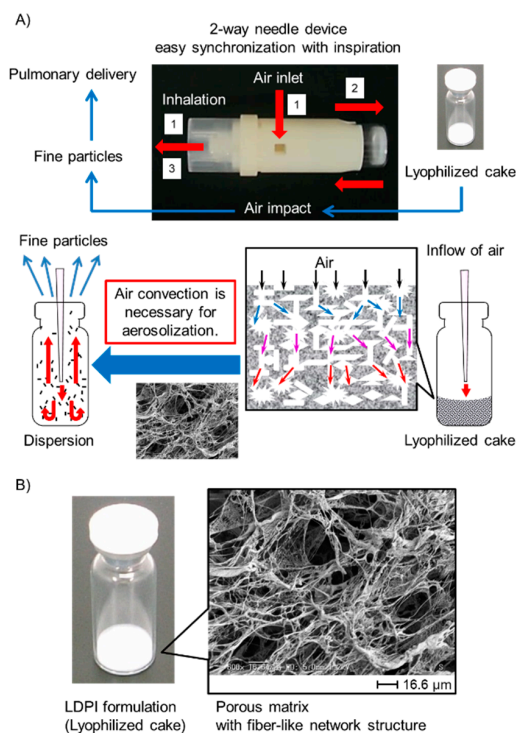 A)
2-way needle device
easy synchronization with inspiration
Pulmonary delivery
Air inlet
2
Inhalation
1
1
3
Fine particles
Lyophilized cake
Air impact
Fine particles
Air
Inflow of air
Air convection is
necessary for
aerosolization.
Dispersion
Lyophilized cake
B)
16.6 μm
LDPI formulation
(Lyophilized cake)
Porous matrix
with fiber-like network structure